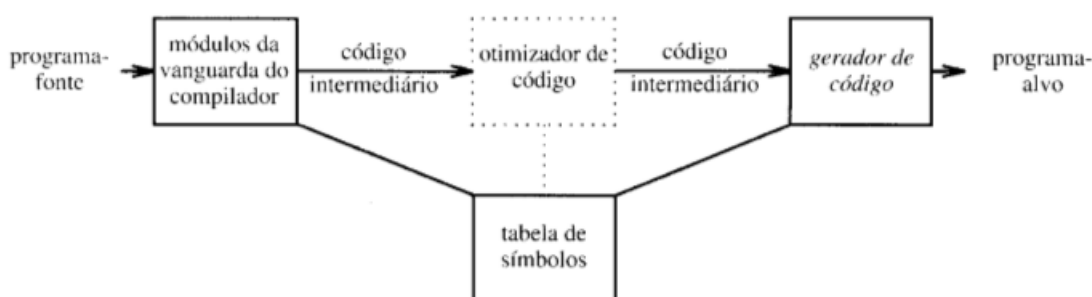 programa-
fonte
módulos da
vanguarda do
compilador
código
intermediário
otimizador de
código
código
intermediário
gerador de
código
programa-
alvo
tabela de
símbolos